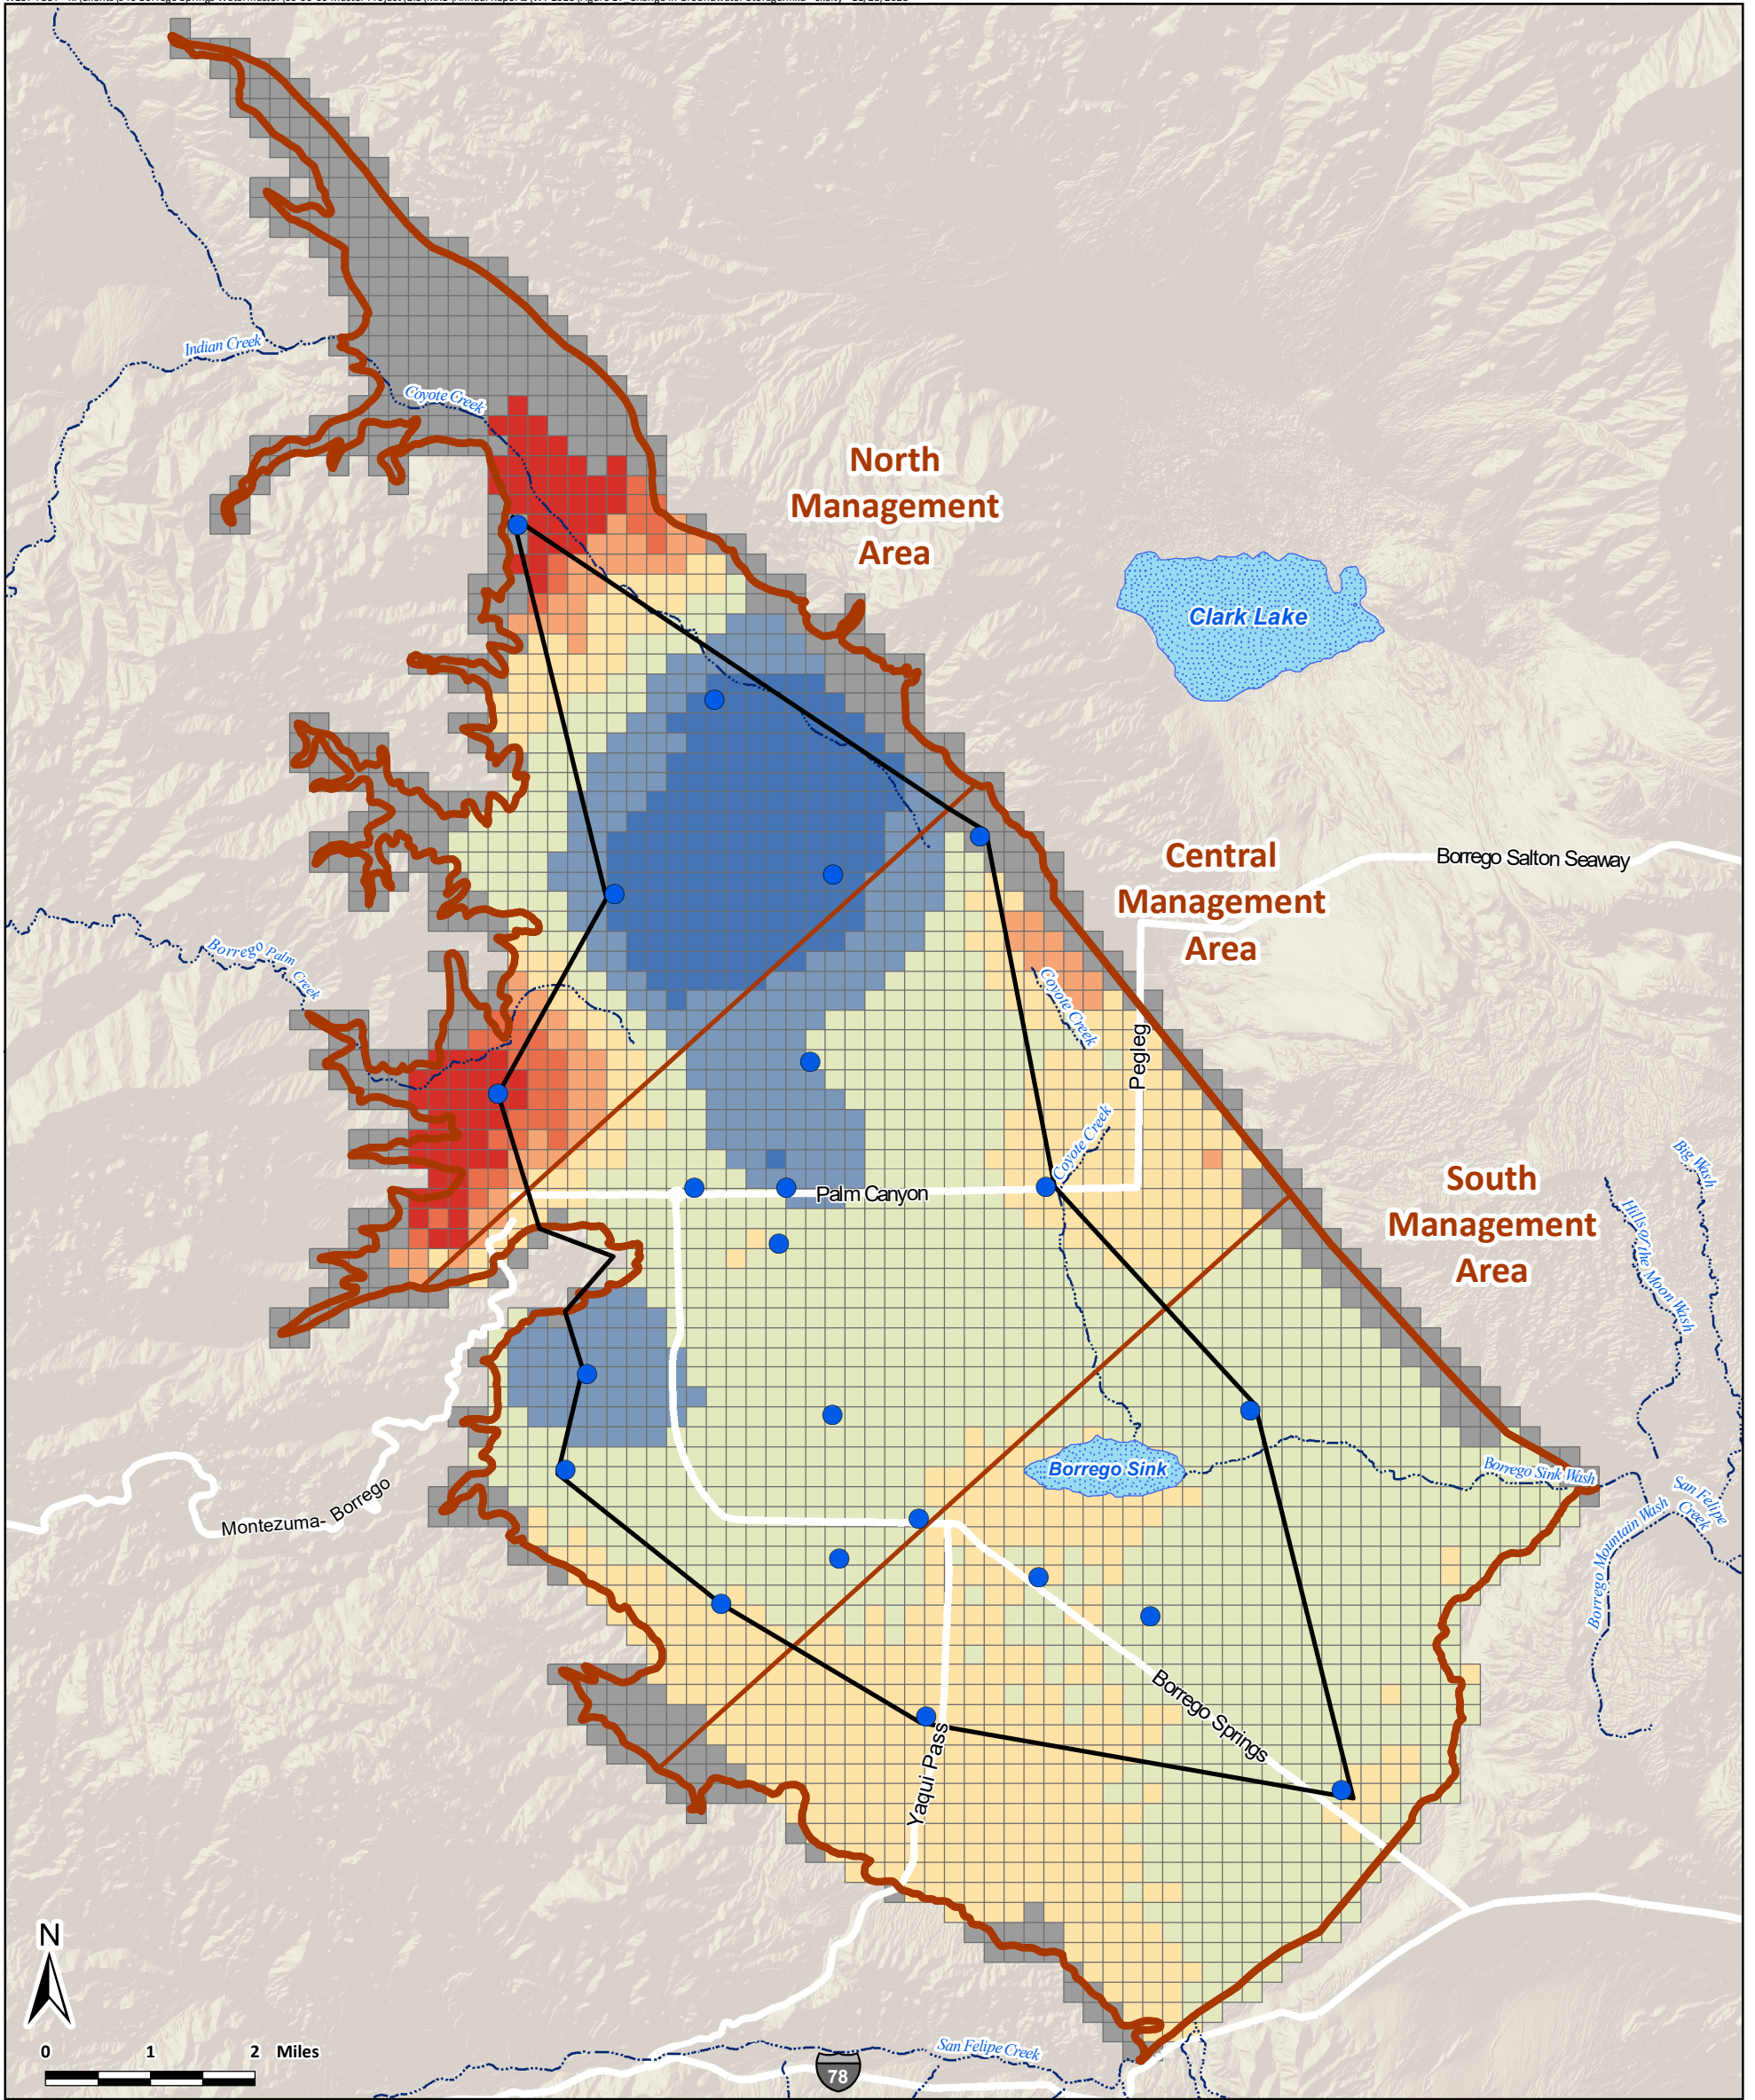 Indian Creek
Coyote Creek
North
Management
Area
Clark Lake
Central
Management
Area
Borrego Salton Seaway
Borrego Palm
Creek
Coyote Creek
Pegleg
Coyote Creek
Palm Canyon
South
Management
Area
Big Wash
Hills of the Moon Wash
Borrego Sink
Borrego Sink Wash
San Felipe
Creek
Montezuma- Borrego
Borrego Mountain Wash
Borrego Springs
Yaqui Pass
N
0 1 2 Miles
San Felipe Creek
78